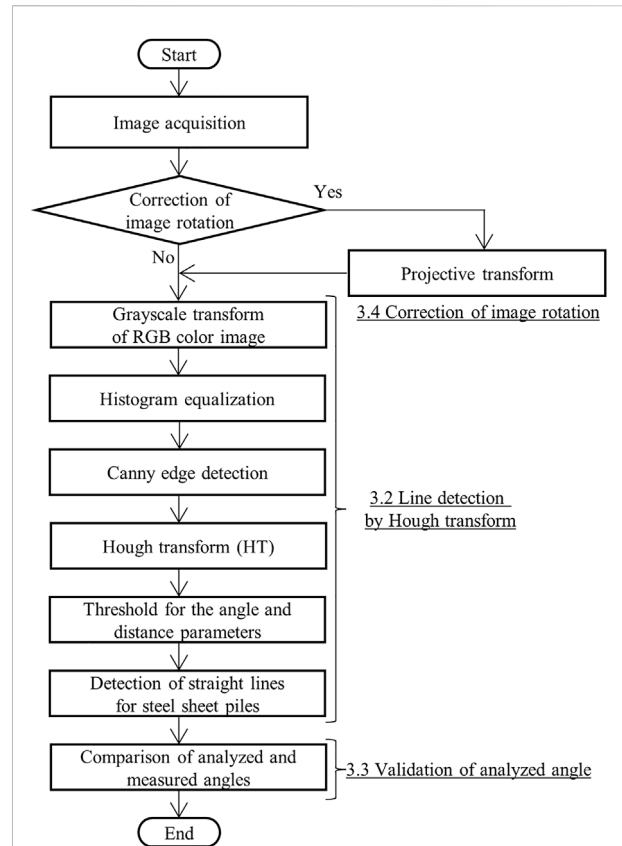 Start
Image acquisition
Correction of
image rotation
Yes
No
Projective transform
3.4 Correction of image rotation
Grayscale transform
of RGB color image
Histogram equalization
Canny edge detection
3.2 Line detection
by Hough transform
Hough transform (HT)
Threshold for the angle and
distance parameters
Detection of straight lines
for steel sheet piles
Comparison of analyzed and
measured angles
3.3 Validation of analyzed angle
End